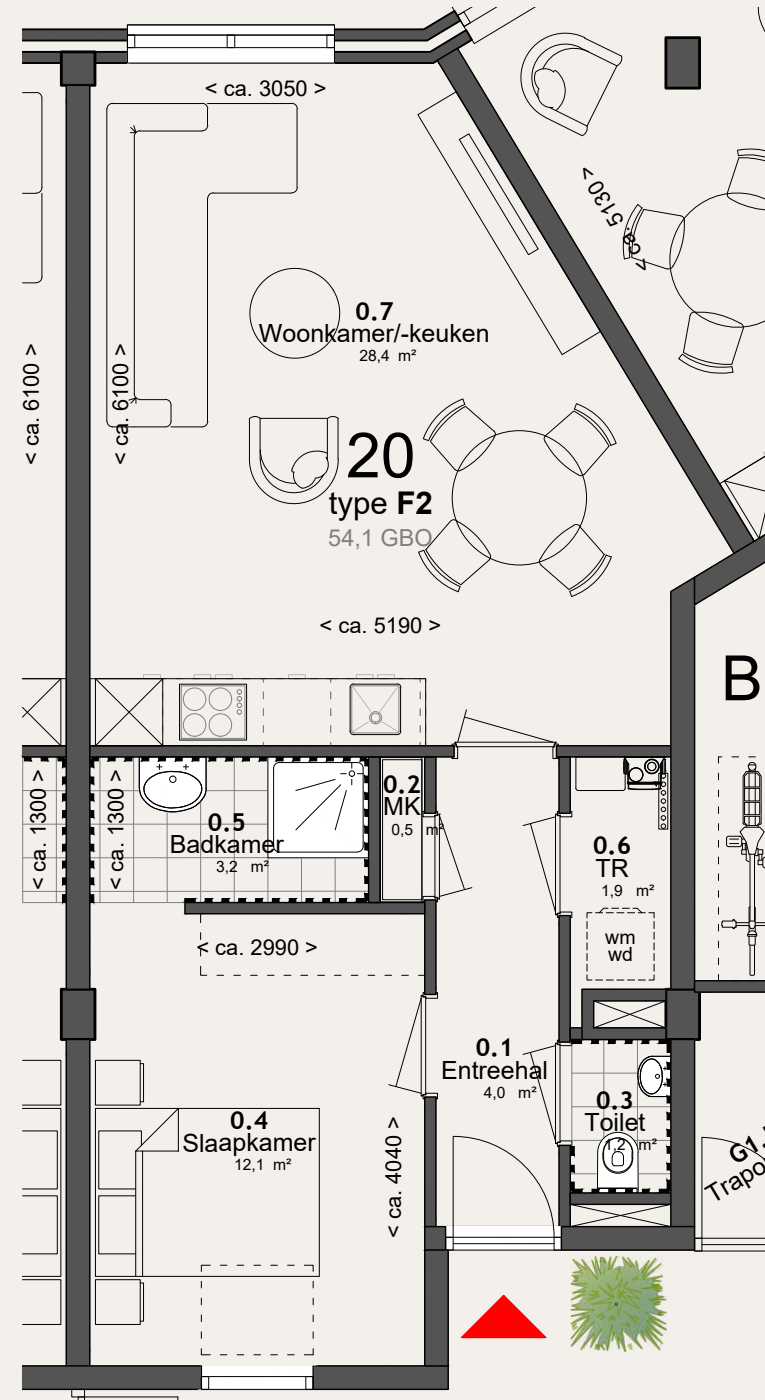 < ca. 3050 >
< ca. 5130 >
0.7
Woonkamer/-keuken
28,4 m²
< ca. 6100 >
< ca. 6100 >
20
type F2
54,1 GBO
< ca. 5190 >
B
0.2
MK
0,5 m²
< ca. 1300 >
< ca. 1300 >
0.5
Badkamer
3,2 m²
0.6
TR
1,9 m²
wm
wd
< ca. 2990 >
0.1
Entreehal
4,0 m²
0.3
Toilet
1,2 m²
0.4
Slaapkamer
12,1 m²
< ca. 4040 >